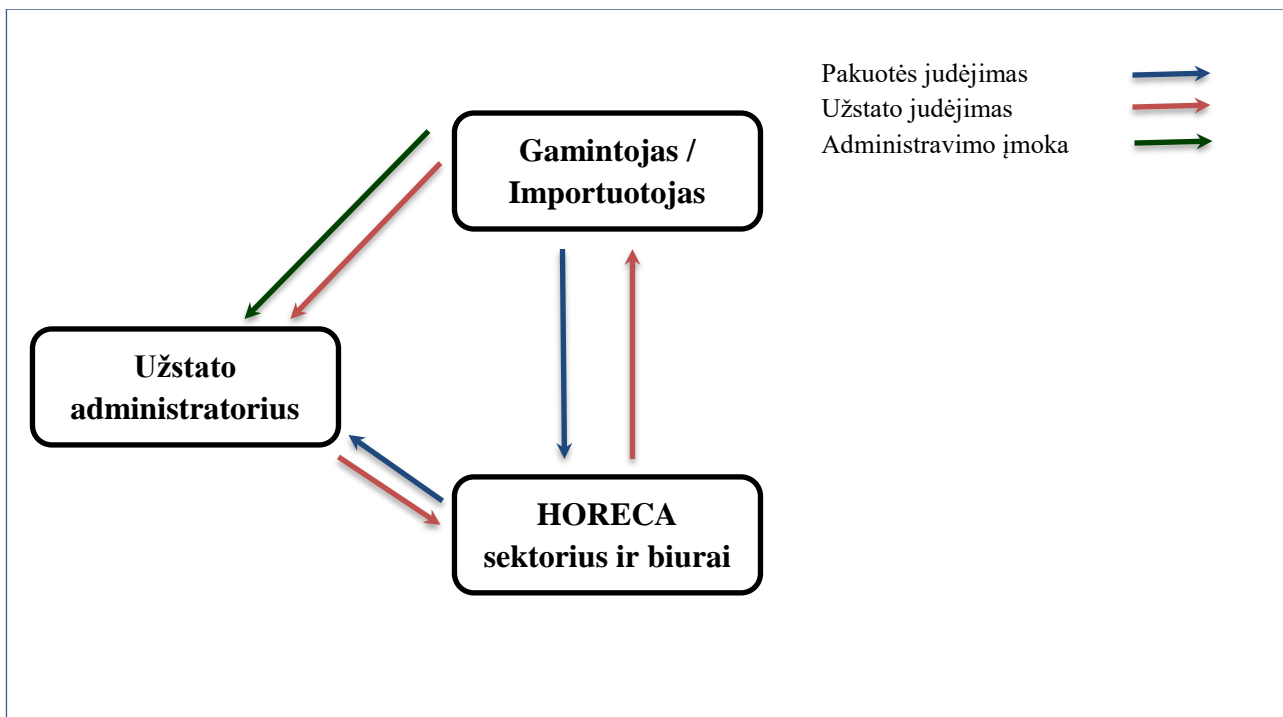 Pakuotės judėjimas
Užstato judėjimas
Administravimo įmoka
Gamintojas /
Importuotojas
Užstato
administratorius
HORECA
sektorius ir biurai